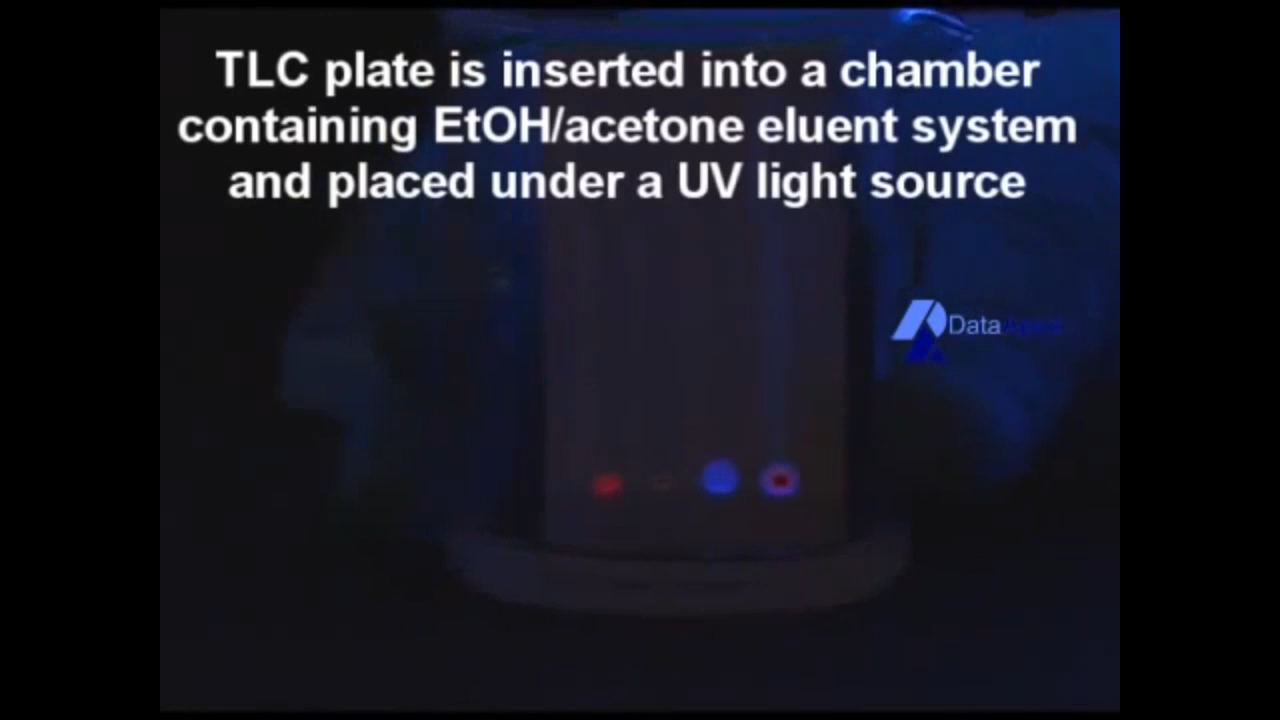 TLC plate is inserted into a chamber
containing EtOH/acetone eluent system
and placed under a UV light source
Data